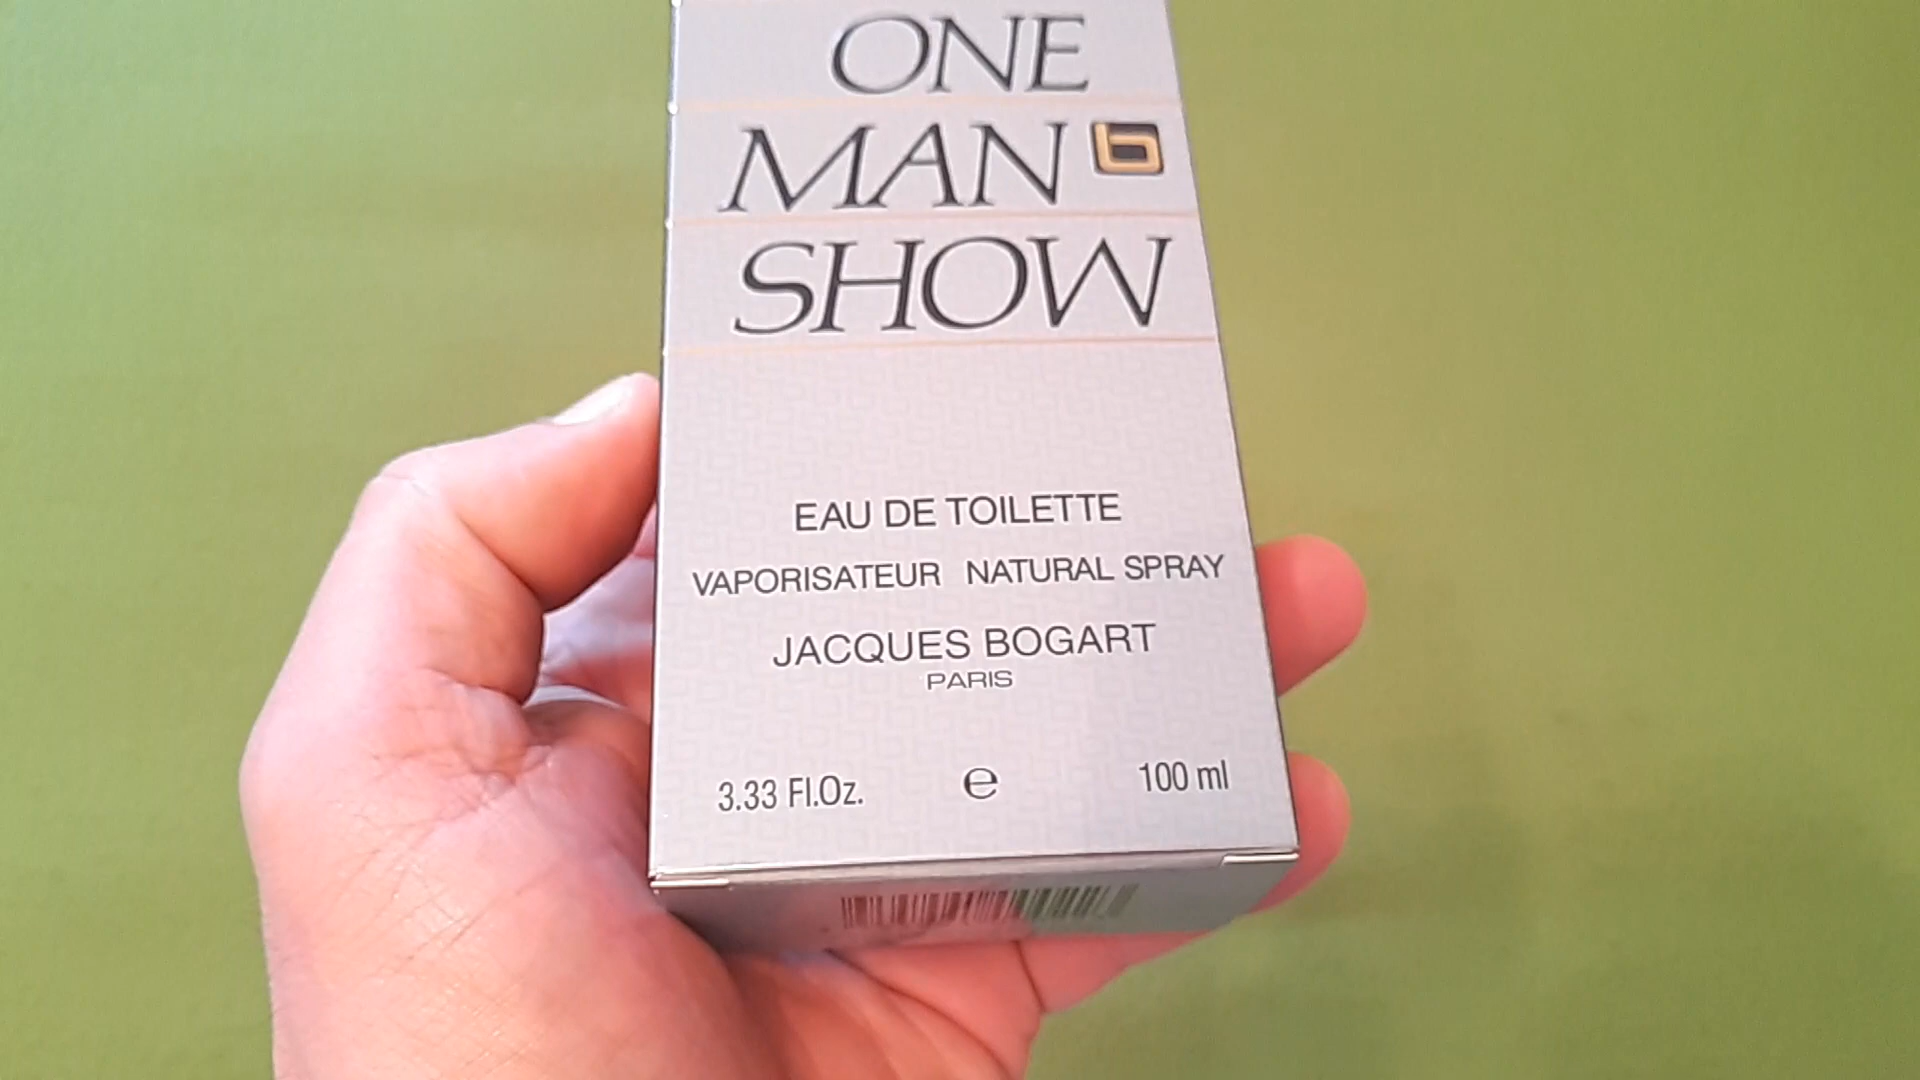 ONE
MAN b
SHOW
EAU DE TOILETTE
VAPORISATEUR NATURAL SPRAY
JACQUES BOGART
PARIS
3.33 Fl.Oz. ℮ 100 ml